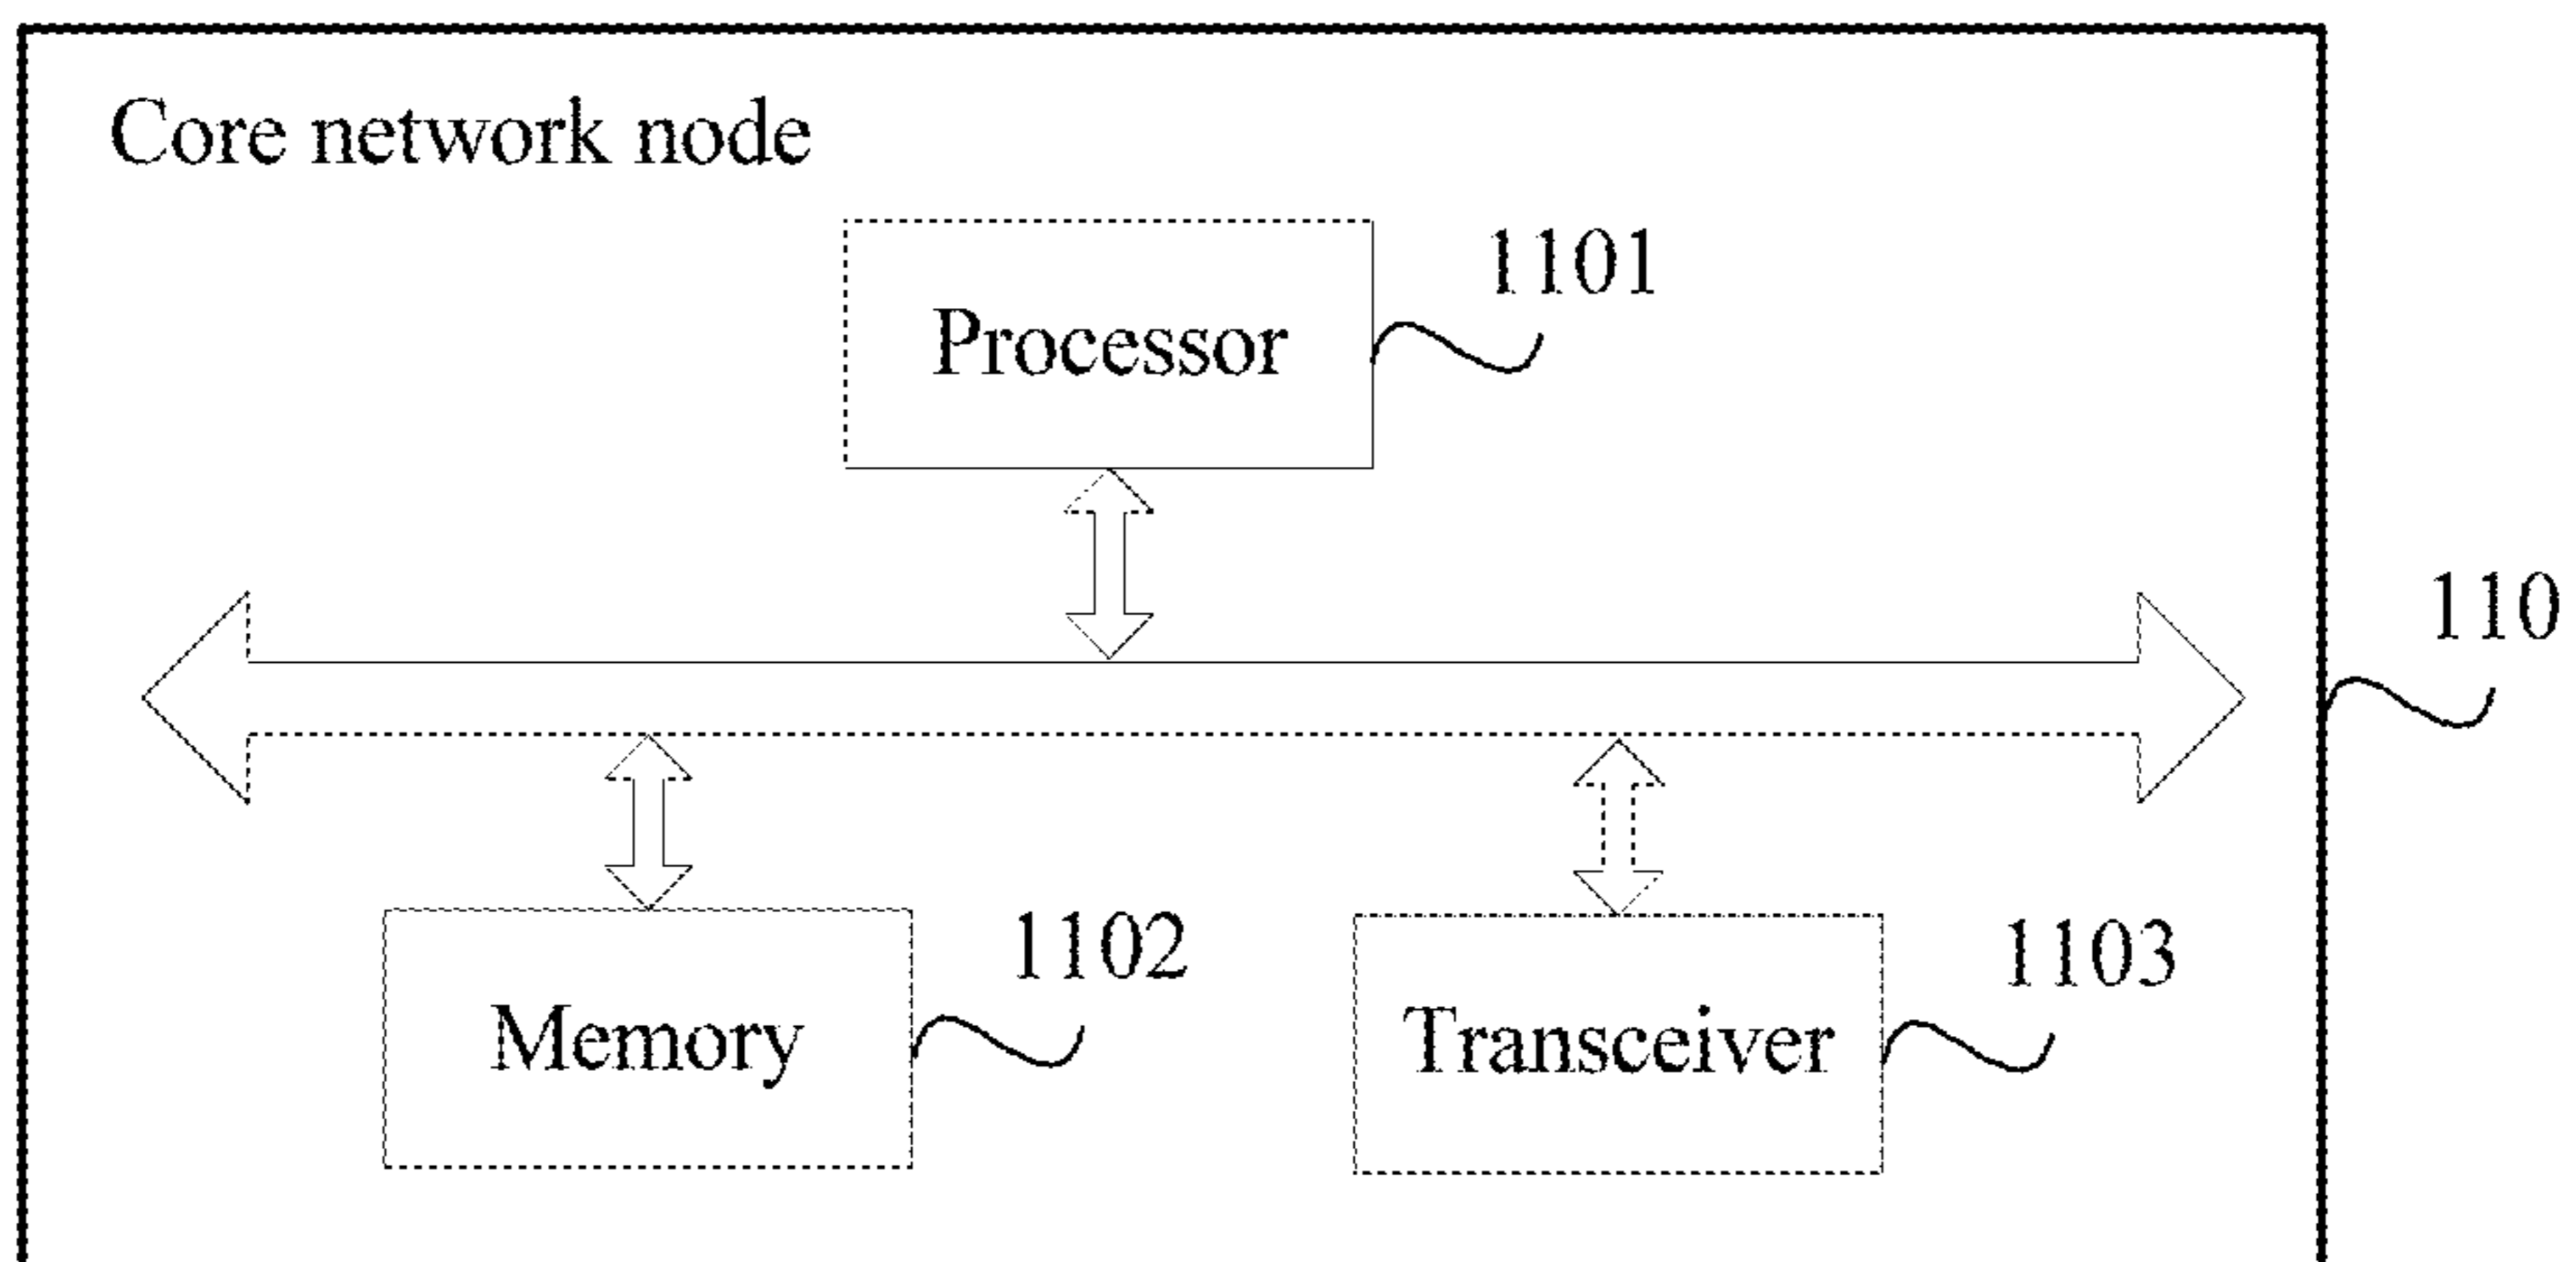 Core network node
1101
Processor
110
1102
1103
Memory
Transceiver